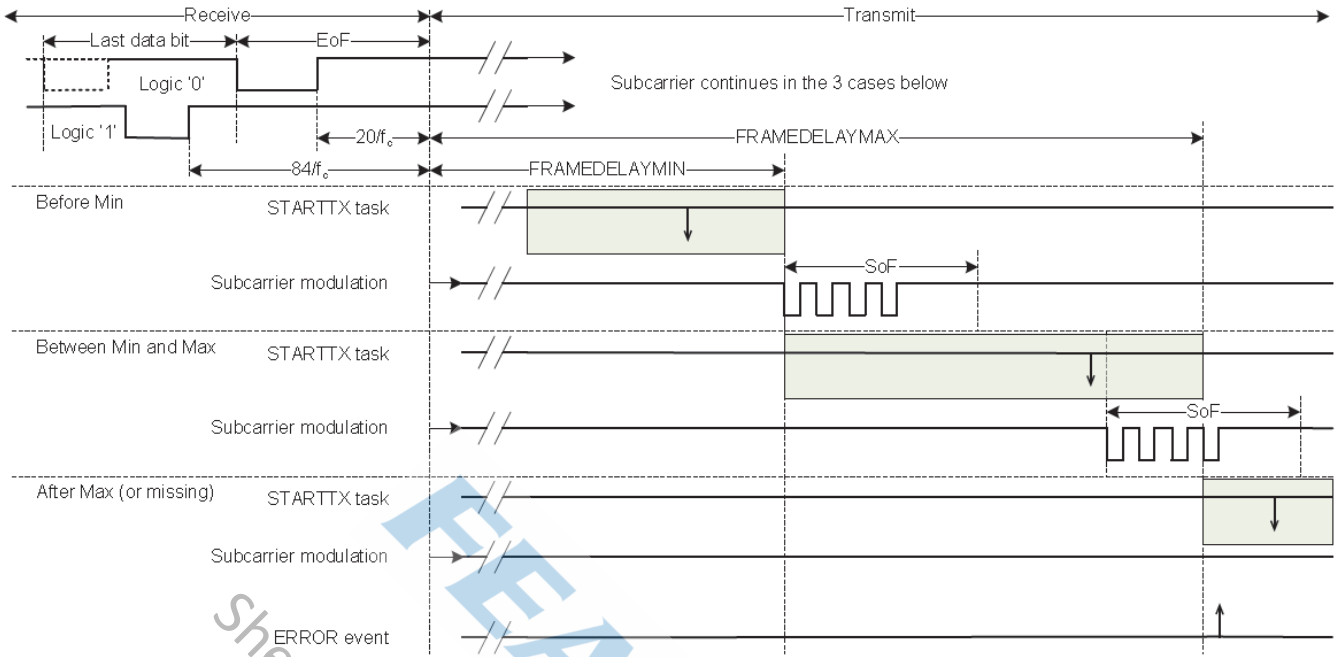 Receive
Transmit
Last data bit
EoF
Logic '0'
Subcarrier continues in the 3 cases below
Logic '1'
20/fc
FRAMEDELAYMAX
84/fc
FRAMEDELAYMIN
Before Min
STARTTX task
SoF
Subcarrier modulation
Between Min and Max
STARTTX task
SoF
Subcarrier modulation
After Max (or missing)
STARTTX task
Subcarrier modulation
ERROR event